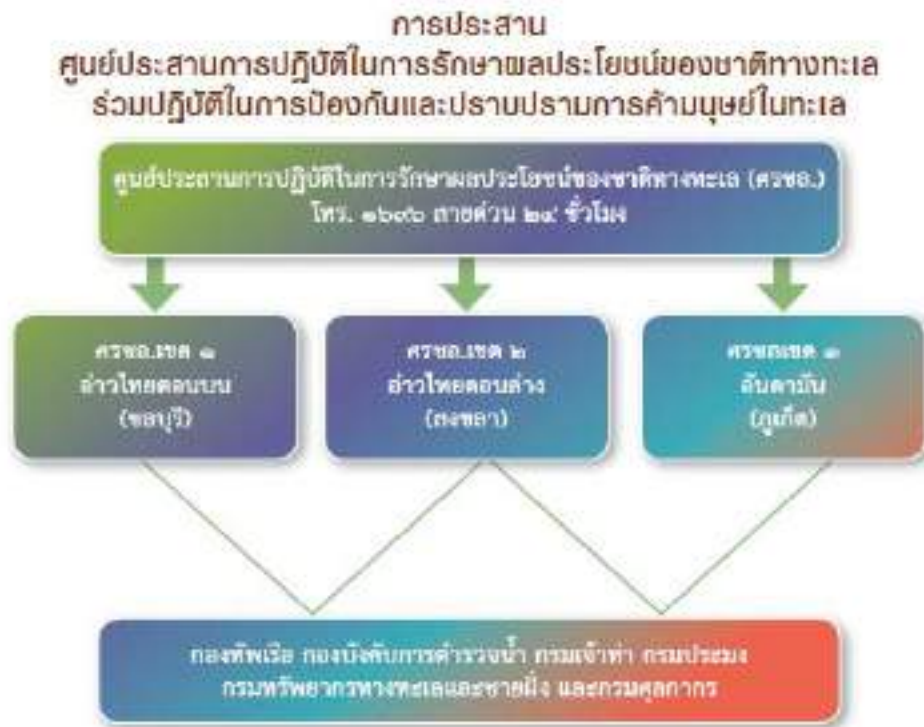 การประสาน
ศูนย์ประสานการปฏิบัติในการรักษาผลประโยชน์ของชาติทางทะเล
ร่วมปฏิบัติในการป้องกันและปราบปรามการค้ามนุษย์ในทะเล
ศูนย์ประสานการปฏิบัติในการรักษาผลประโยชน์ของชาติทางทะเล (ศรชล.)
โทร. ๑๖๙๖ สายด่วน ๒๔ ชั่วโมง
ศรชล.เขต ๑
อ่าวไทยตอนบน
(ชลบุรี)
ศรชล.เขต ๒
อ่าวไทยตอนล่าง
(สงขลา)
ศรชลเขต ๓
อันดามัน
(ภูเก็ต)
กองทัพเรือ กองบังคับการตำรวจน้ำ กรมเจ้าท่า กรมประมง
กรมทรัพยากรทางทะเลและชายฝั่ง และกรมศุลกากร